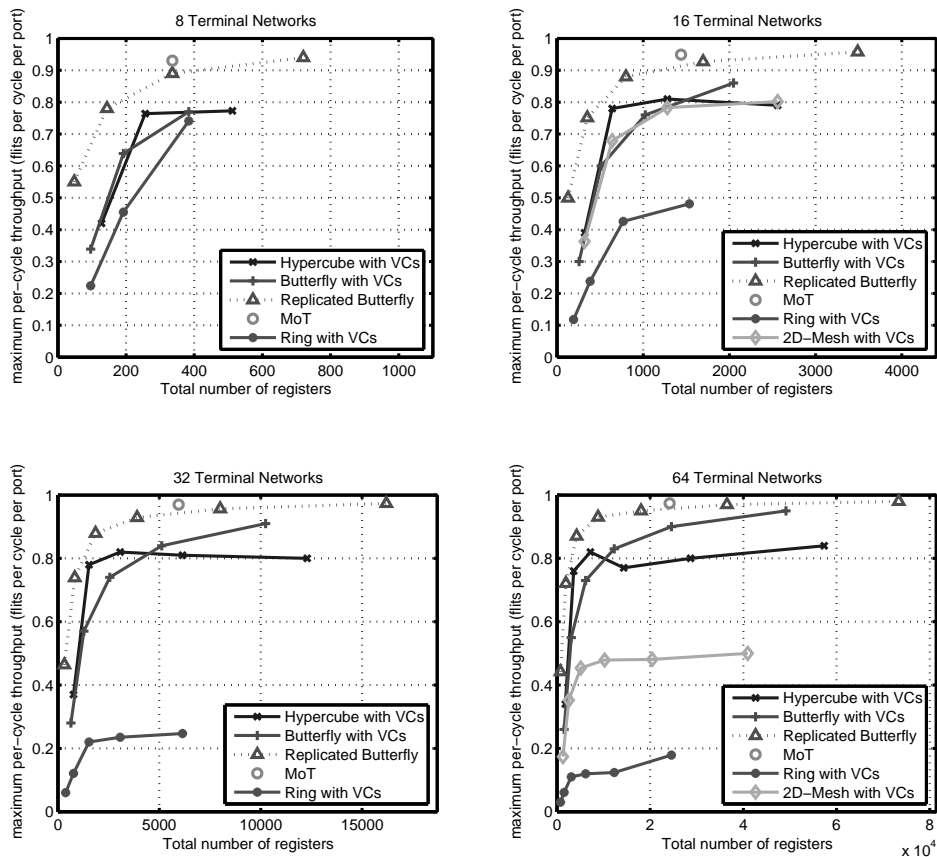 8 Terminal Networks
maximum per-cycle throughput (flits per cycle per port)
1
0.9
0.8
0.7
0.6
0.5
0.4
0.3
0.2
0.1
0
0 200 400 600 800 1000
Total number of registers
Hypercube with VCs
Butterfly with VCs
Replicated Butterfly
MoT
Ring with VCs
16 Terminal Networks
maximum per-cycle throughput (flits per cycle per port)
1
0.9
0.8
0.7
0.6
0.5
0.4
0.3
0.2
0.1
0
0 1000 2000 3000 4000
Total number of registers
Hypercube with VCs
Butterfly with VCs
Replicated Butterfly
MoT
Ring with VCs
2D-Mesh with VCs
32 Terminal Networks
maximum per-cycle throughput (flits per cycle per port)
1
0.8
0.6
0.4
0.2
0
0 5000 10000 15000
Total number of registers
Hypercube with VCs
Butterfly with VCs
Replicated Butterfly
MoT
Ring with VCs
64 Terminal Networks
maximum per-cycle throughput (flits per cycle per port)
1
0.8
0.6
0.4
0.2
0
0 2 4 6 8
Total number of registers
x 10^4
Hypercube with VCs
Butterfly with VCs
Replicated Butterfly
MoT
Ring with VCs
2D-Mesh with VCs